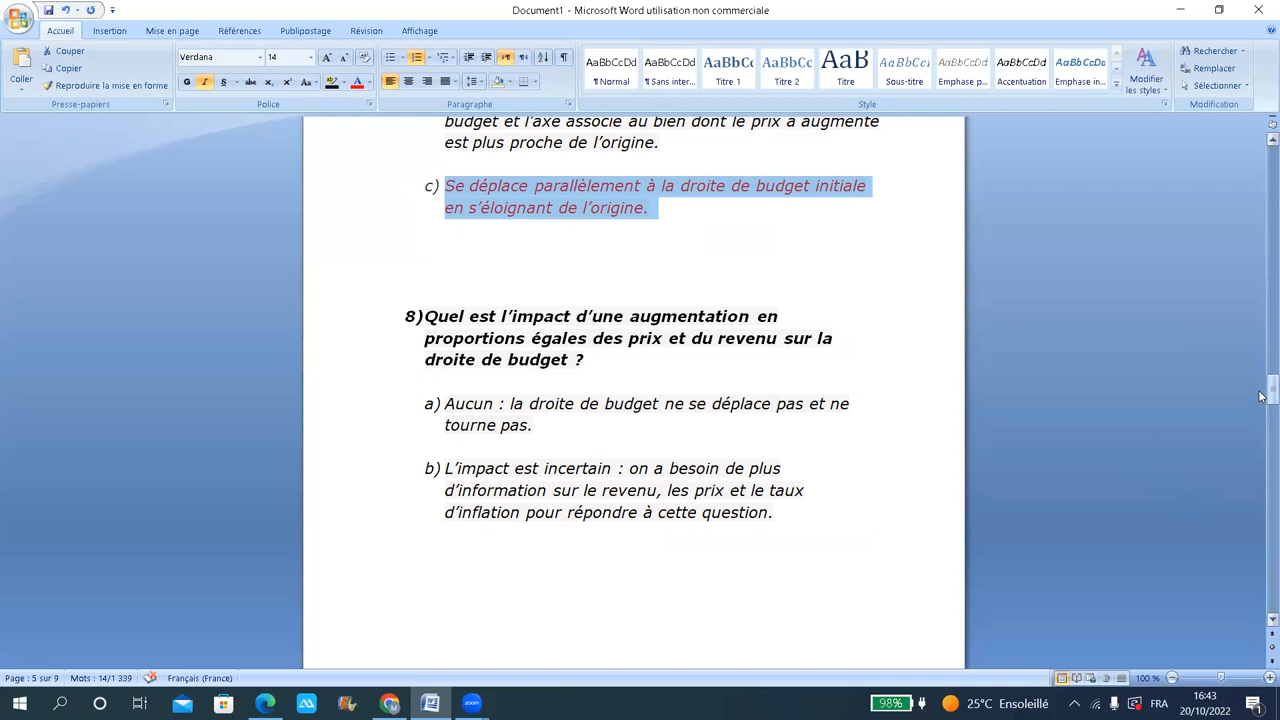 Document1 - Microsoft Word utilisation non commerciale
Accueil Insertion Mise en page Références Publipostage Révision Affichage
Coller
Couper
Copier
Reproduire la mise en forme
Presse-papiers
Verdana 14
G I S abc x₂ x² Aa
Police
Paragraphe
AaBbCcDd AaBbCcDd AaBbCc AaBbCc AaB AaBbCcI AaBbCcDd AaBbCcDd AaBbCcDd
¶ Normal ¶ Sans inter... Titre 1 Titre 2 Titre Sous-titre Emphase p... Accentuation Emphase in...
Modifier les styles
Style
Rechercher
Remplacer
Sélectionner
Modification
budget et l’axe associé au bien dont le prix a augmenté
est plus proche de l’origine.
c) Se déplace parallèlement à la droite de budget initiale
en s’éloignant de l’origine.
8) Quel est l’impact d’une augmentation en
proportions égales des prix et du revenu sur la
droite de budget ?
a) Aucun : la droite de budget ne se déplace pas et ne
tourne pas.
b) L’impact est incertain : on a besoin de plus
d’information sur le revenu, les prix et le taux
d’inflation pour répondre à cette question.
Page : 5 sur 9 Mots : 14/1 339 Français (France) 100 %
zoom 98% 25°C Ensoleillé FRA 16:43
20/10/2022 1